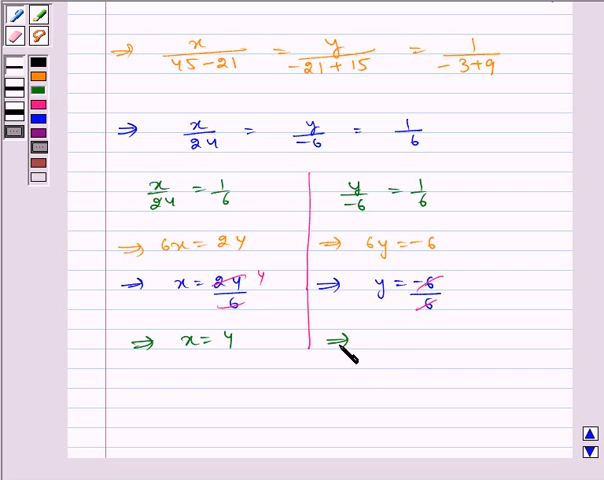 ⇒ x/(45-21) = y/(-21+15) = 1/(-3+9)
⇒ x/24 = y/-6 = 1/6
x/24 = 1/6
⇒ 6x = 24
⇒ x = 24/6 4
⇒ x = 4
y/-6 = 1/6
⇒ 6y = -6
⇒ y = -6/6
⇒